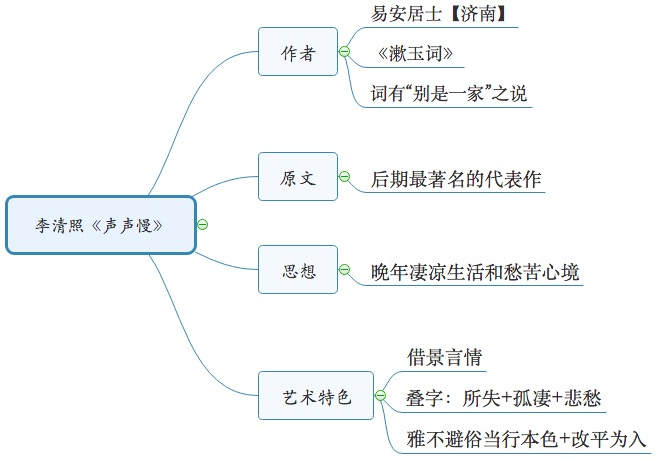 李清照《声声慢》
作者
易安居士【济南】
《漱玉词》
词有“别是一家”之说
原文
后期最著名的代表作
思想
晚年凄凉生活和愁苦心境
艺术特色
借景言情
叠字：所失+孤凄+悲愁
雅不避俗当行本色+改平为入